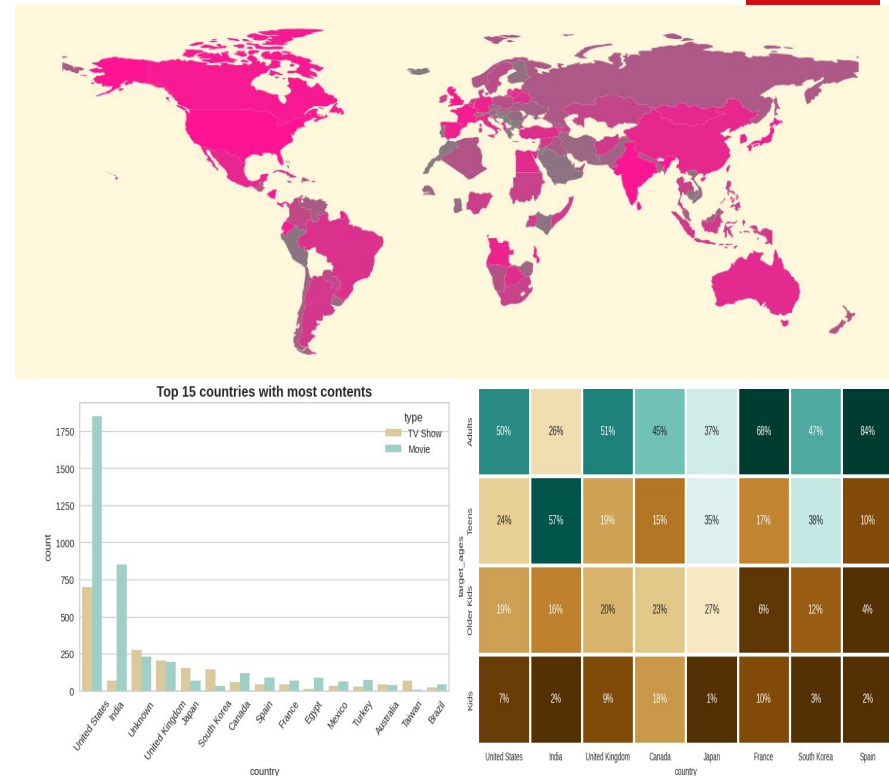 Top 15 countries with most contents
type
TV Show
Movie
1750
1500
1250
1000
750
500
250
0
count
United States
India
Unknown
United Kingdom
Japan
South Korea
Canada
Spain
France
Egypt
Mexico
Turkey
Australia
Taiwan
Brazil
country
target_ages
Adults
50% 26% 51% 45% 37% 68% 47% 84%
Teens
24% 57% 19% 15% 35% 17% 38% 10%
Older Kids
19% 16% 20% 23% 27% 6% 12% 4%
Kids
7% 2% 9% 18% 1% 10% 3% 2%
United States India United Kingdom Canada Japan France South Korea Spain
country